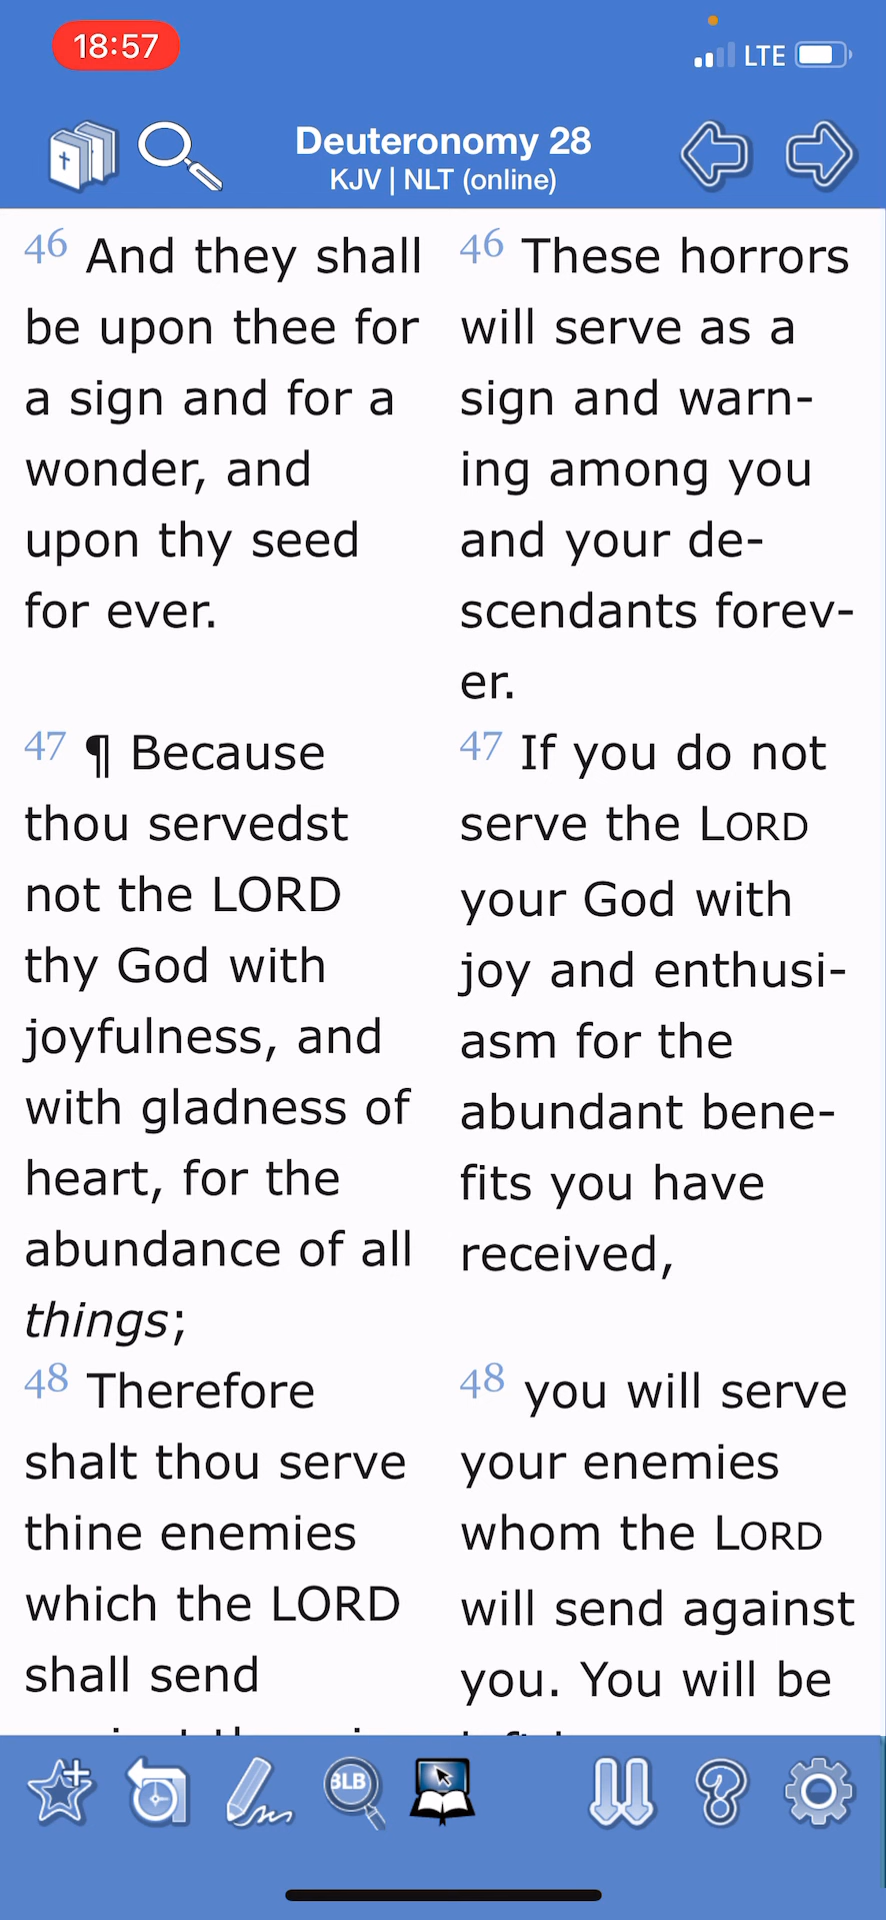 18:57
LTE
Deuteronomy 28
KJV | NLT (online)
46 And they shall
be upon thee for
a sign and for a
wonder, and
upon thy seed
for ever.
47 ¶ Because
thou servedst
not the LORD
thy God with
joyfulness, and
with gladness of
heart, for the
abundance of all
things;
48 Therefore
shalt thou serve
thine enemies
which the LORD
shall send
46 These horrors
will serve as a
sign and warn-
ing among you
and your de-
scendants forev-
er.
47 If you do not
serve the LORD
your God with
joy and enthusi-
asm for the
abundant bene-
fits you have
received,
48 you will serve
your enemies
whom the LORD
will send against
you. You will be
BLB